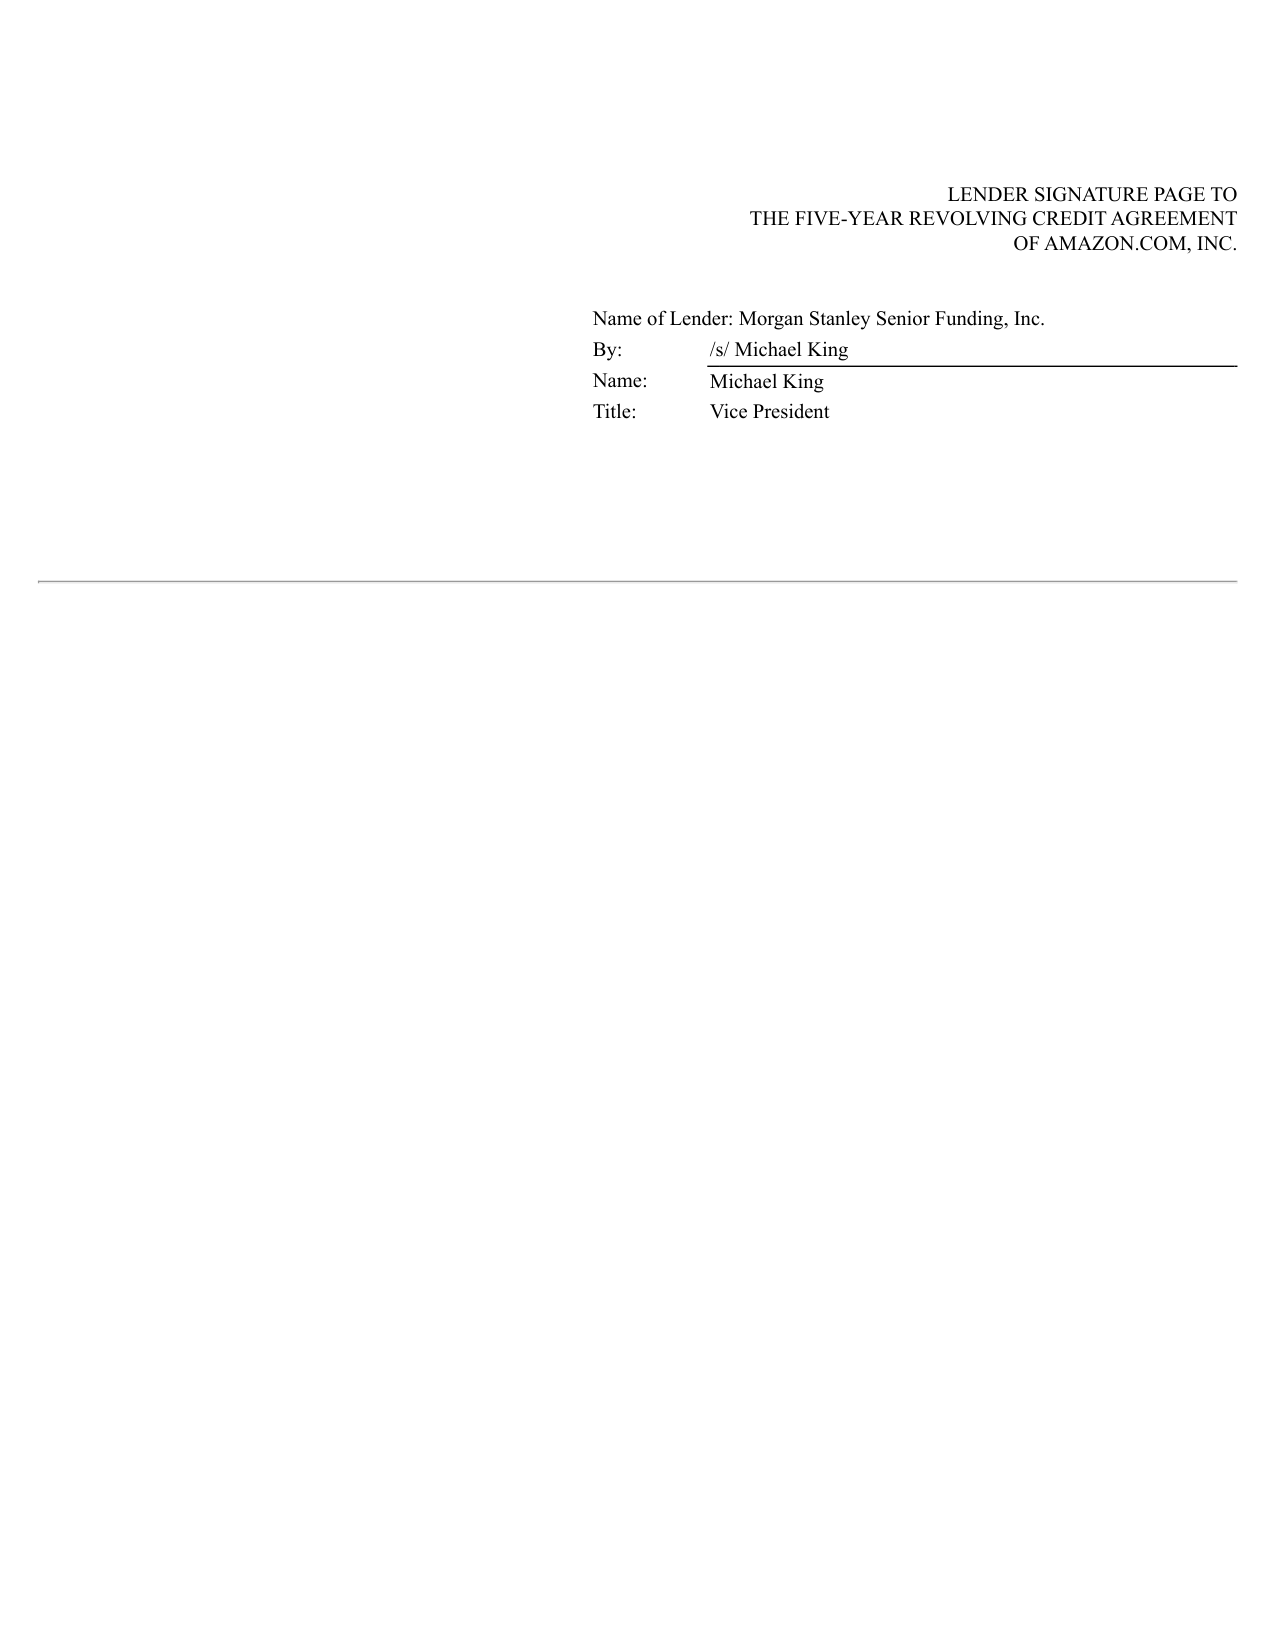 LENDER SIGNATURE PAGE TO
THE FIVE-YEAR REVOLVING CREDIT AGREEMENT
OF AMAZON.COM, INC.
Name of Lender: Morgan Stanley Senior Funding, Inc.
By: /s/ Michael King
Name: Michael King
Title: Vice President